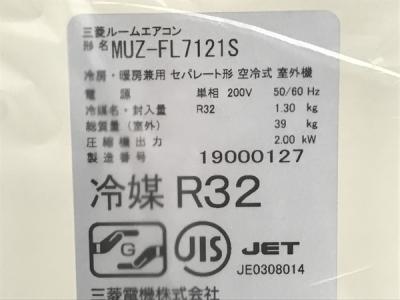 三菱ルームエアコン
形名 MUZ-FL7121S
冷房・暖房兼用 セパレート形 空冷式 室外機
電源 単相 200V 50/60 Hz
冷媒名・封入量 R32 1.30 kg
総質量(室外) 39 kg
圧縮機出力 2.00 kW
製造番号 19000127
冷媒 R32
G JIS JET
JE0308014
三菱電機株式会社